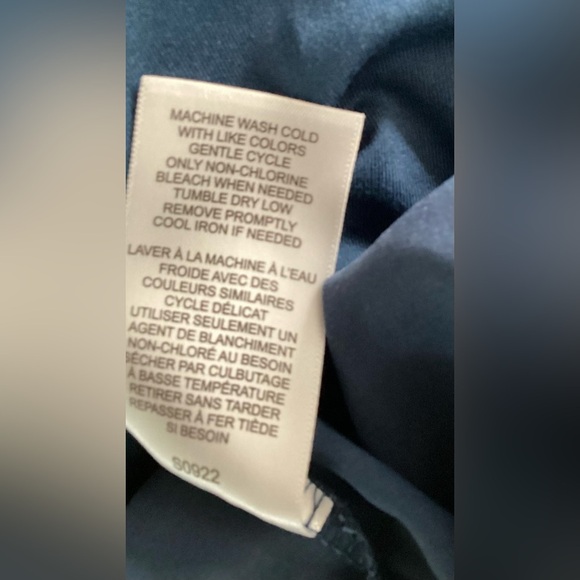 MACHINE WASH COLD
WITH LIKE COLORS
GENTLE CYCLE
ONLY NON-CHLORINE
BLEACH WHEN NEEDED
TUMBLE DRY LOW
REMOVE PROMPTLY
COOL IRON IF NEEDED
LAVER À LA MACHINE À L'EAU
FROIDE AVEC DES
COULEURS SIMILAIRES
CYCLE DÉLICAT
UTILISER SEULEMENT UN
AGENT DE BLANCHIMENT
NON-CHLORÉ AU BESOIN
SÉCHER PAR CULBUTAGE
À BASSE TEMPÉRATURE
RETIRER SANS TARDER
REPASSER À FER TIÈDE
SI BESOIN
S0922